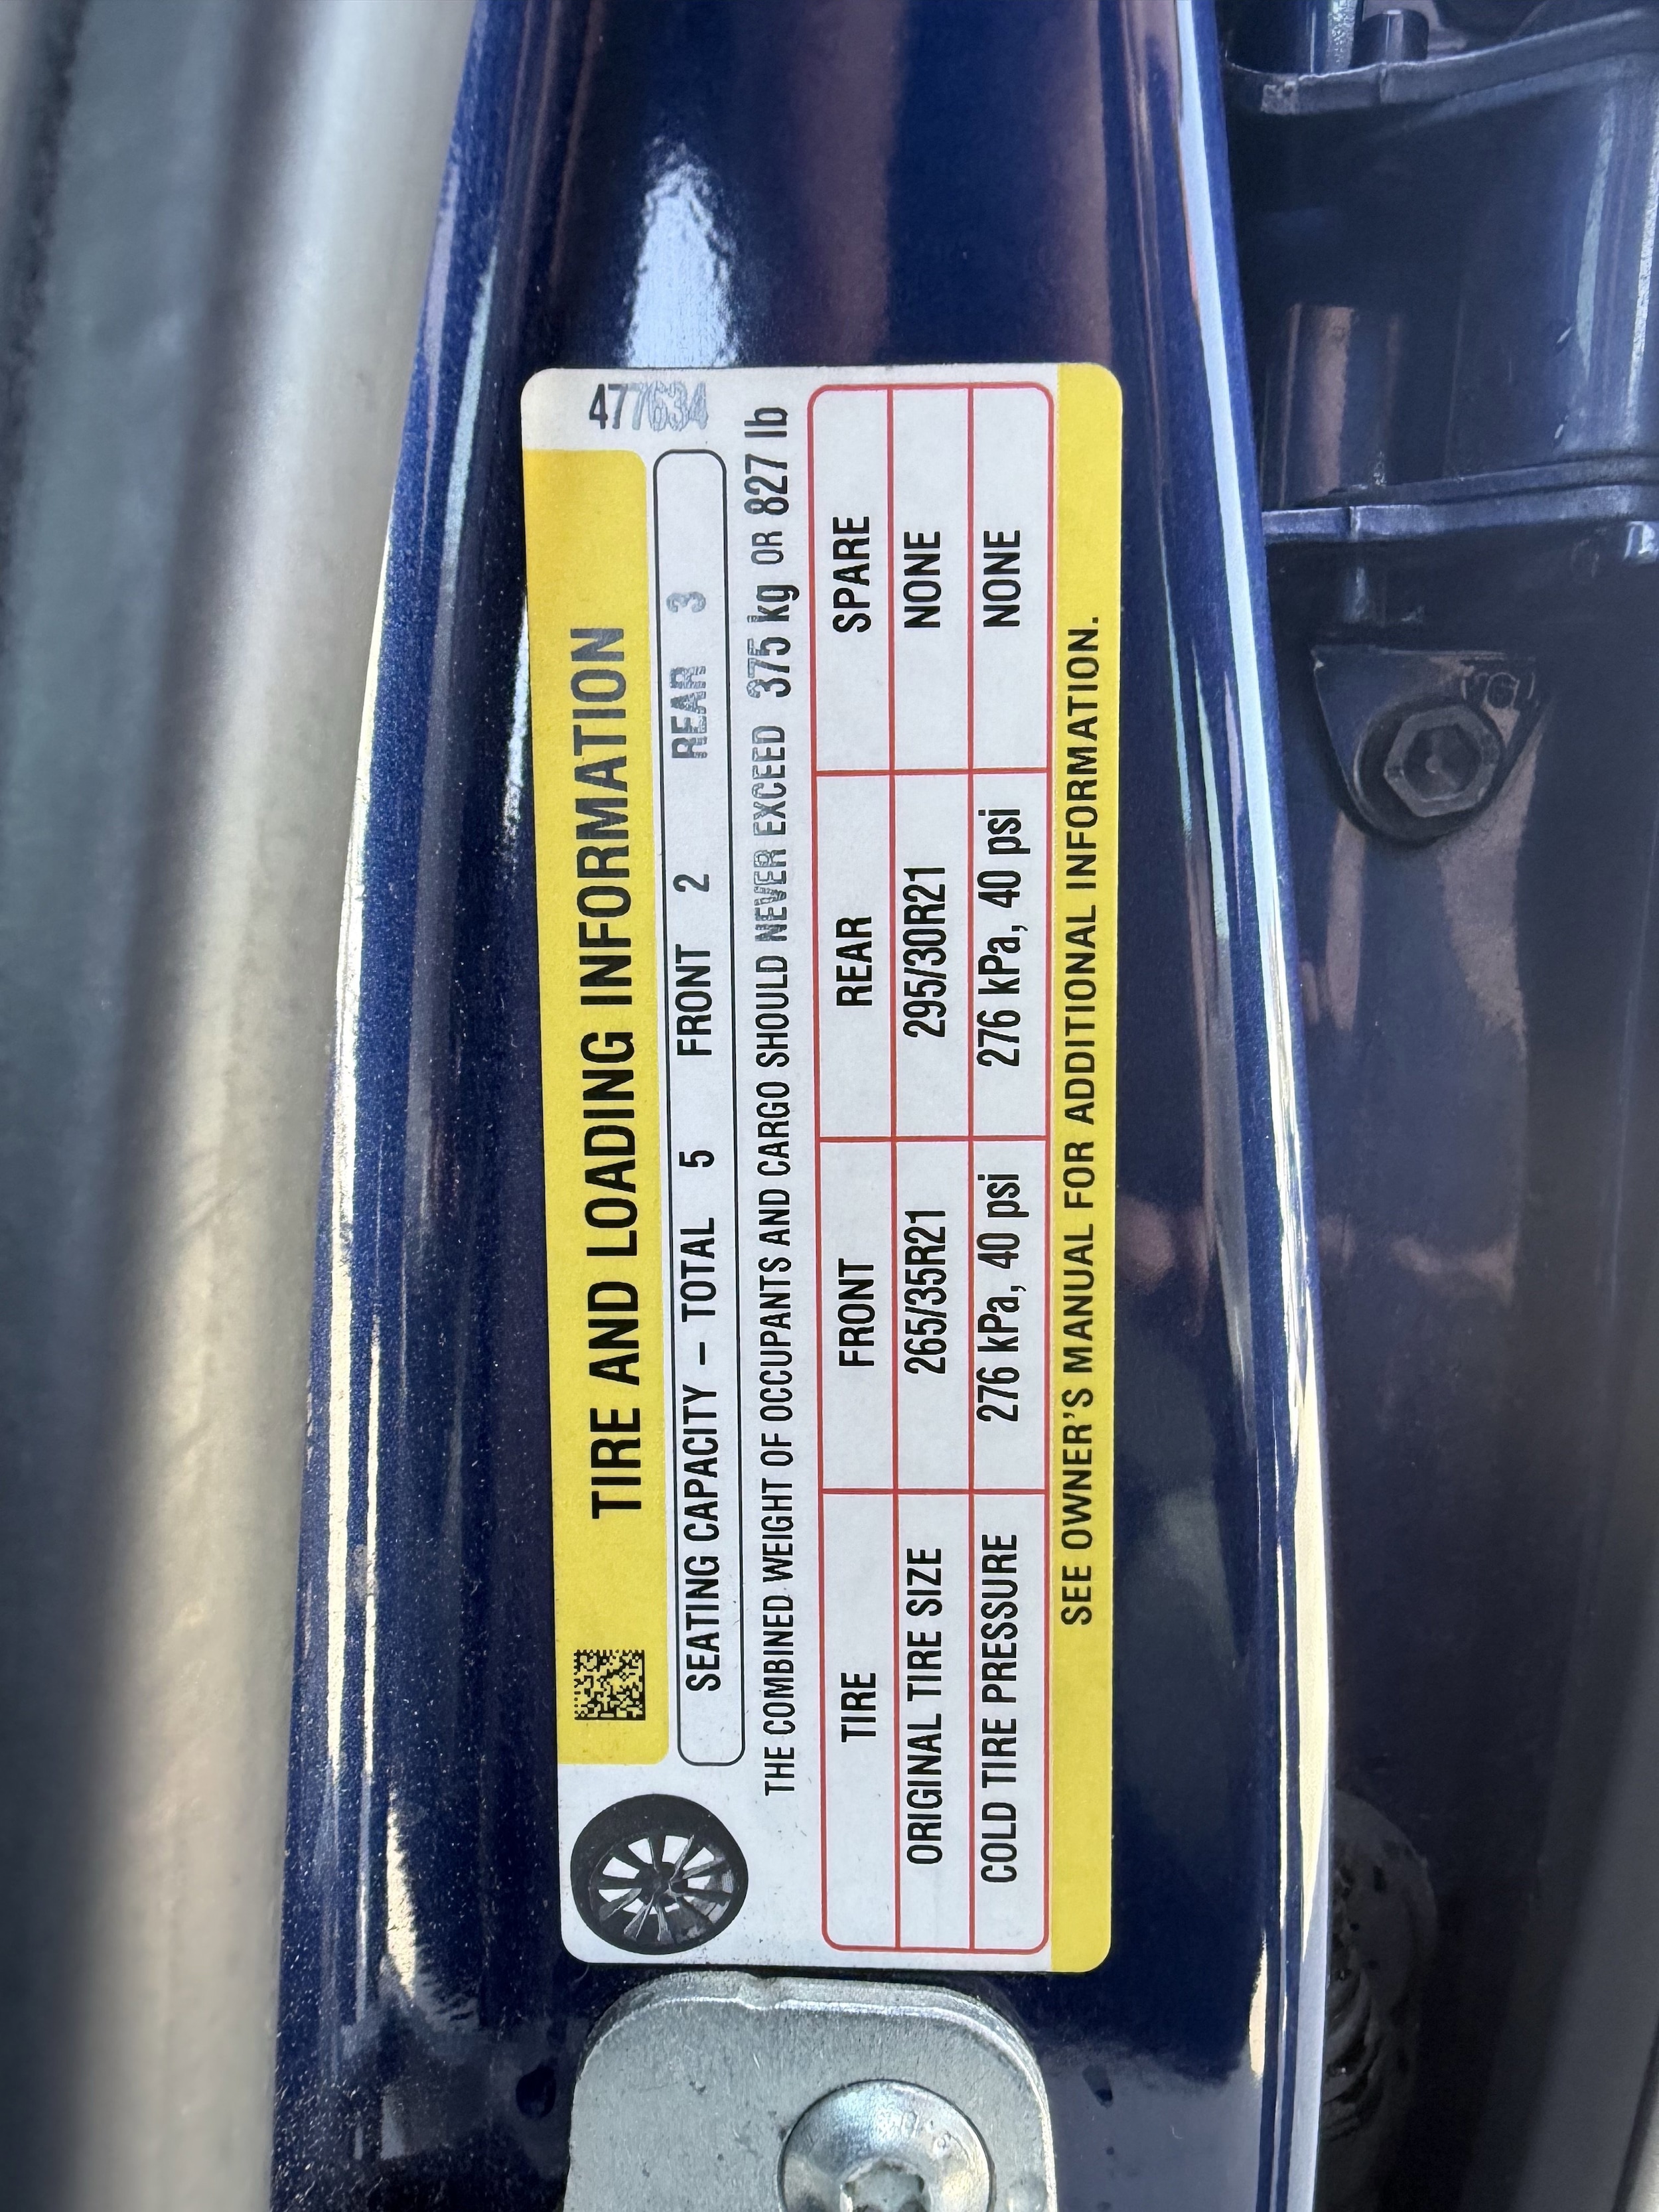 477634
TIRE AND LOADING INFORMATION
SEATING CAPACITY – TOTAL 5 FRONT 2 REAR 3
THE COMBINED WEIGHT OF OCCUPANTS AND CARGO SHOULD NEVER EXCEED 375 kg OR 827 lb
TIRE FRONT REAR SPARE
ORIGINAL TIRE SIZE 265/35R21 295/30R21 NONE
COLD TIRE PRESSURE 276 kPa, 40 psi 276 kPa, 40 psi NONE
SEE OWNER'S MANUAL FOR ADDITIONAL INFORMATION.